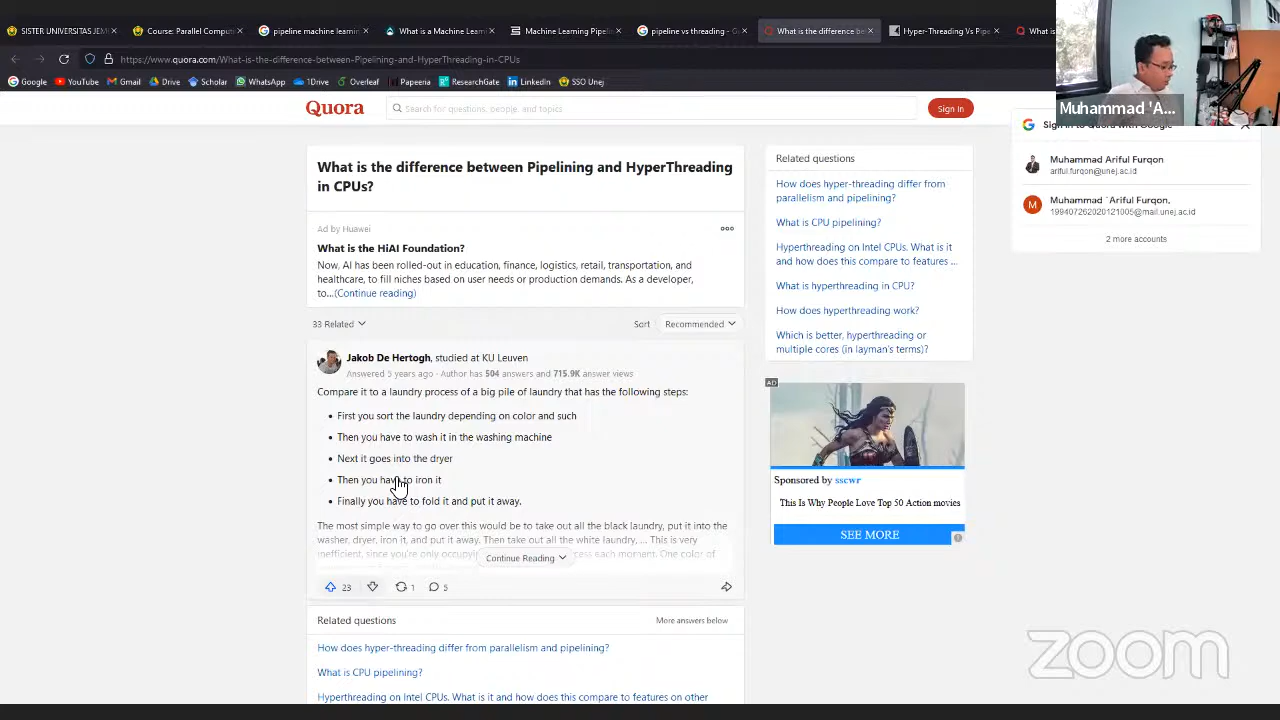 SISTER UNIVERSITAS JEM
Course: Parallel Comput
pipeline machine learni
What is a Machine Learni
Machine Learning Pipelin
pipeline vs threading - G
What is the difference be
Hyper-Threading Vs Pipe
What is
https://www.quora.com/What-is-the-difference-between-Pipelining-and-HyperThreading-in-CPUs
Google YouTube Gmail Drive Scholar WhatsApp 1Drive Overleaf Paperia ResearchGate Linkedin SSO Unej
Muhammad 'A...
Quora
Search for questions, people, and topics
Sign In
Sign in to Quora with Google
Muhammad Ariful Furqon
ariful.furqon@unej.ac.id
M
Muhammad `Ariful Furqon,
199407262020121005@mail.unej.ac.id
2 more accounts
What is the difference between Pipelining and HyperThreading
in CPUs?
Ad by Huawei
What is the HiAI Foundation?
Now, AI has been rolled-out in education, finance, logistics, retail, transportation, and
healthcare, to fill niches based on user needs or production demands. As a developer,
to...(Continue reading)
33 Related
Sort
Recommended
Jakob De Hertogh, studied at KU Leuven
Answered 5 years ago · Author has 504 answers and 715.9K answer views
Compare it to a laundry process of a big pile of laundry that has the following steps:
• First you sort the laundry depending on color and such
• Then you have to wash it in the washing machine
• Next it goes into the dryer
• Then you have to iron it
• Finally you have to fold it and put it away.
The most simple way to go over this would be to take out all the black laundry, put it into the
washer, dryer, iron it, and put it away. Then take out all the white laundry, ... This is very
inefficient, since you're only occupyi
cess each moment. One color of
Continue Reading
23
1
5
Related questions
More answers below
How does hyper-threading differ from parallelism and pipelining?
What is CPU pipelining?
Hyperthreading on Intel CPUs. What is it and how does this compare to features on other
Related questions
How does hyper-threading differ from
parallelism and pipelining?
What is CPU pipelining?
Hyperthreading on Intel CPUs. What is it
and how does this compare to features ...
What is hyperthreading in CPU?
How does hyperthreading work?
Which is better, hyperthreading or
multiple cores (in layman's terms)?
AD
Sponsored by sscwr
This Is Why People Love Top 50 Action movies
SEE MORE
zoom